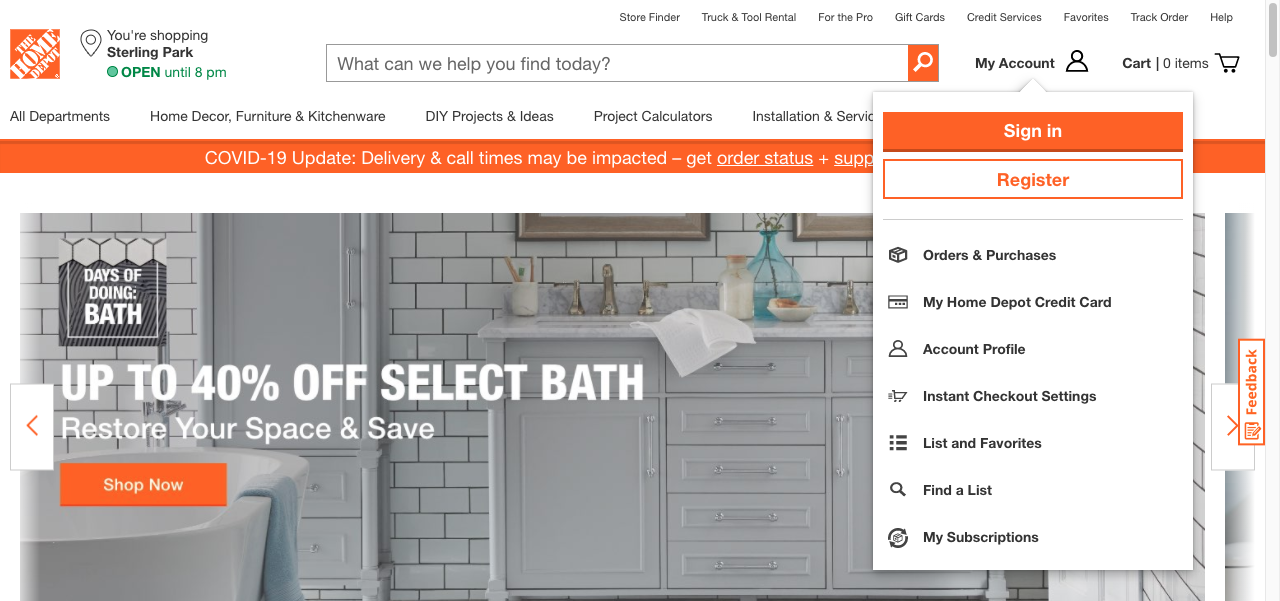 Store Finder Truck & Tool Rental For the Pro Gift Cards Credit Services Favorites Track Order Help
THE
HOME
DEPOT
You're shopping
Sterling Park
OPEN until 8 pm
What can we help you find today?
My Account
Cart | 0 items
All Departments Home Decor, Furniture & Kitchenware DIY Projects & Ideas Project Calculators Installation & Servic
COVID-19 Update: Delivery & call times may be impacted – get order status + supp
Sign in
Register
Orders & Purchases
My Home Depot Credit Card
Account Profile
Instant Checkout Settings
List and Favorites
Find a List
My Subscriptions
DAYS OF
DOING:
BATH
UP TO 40% OFF SELECT BATH
Restore Your Space & Save
Shop Now
Feedback